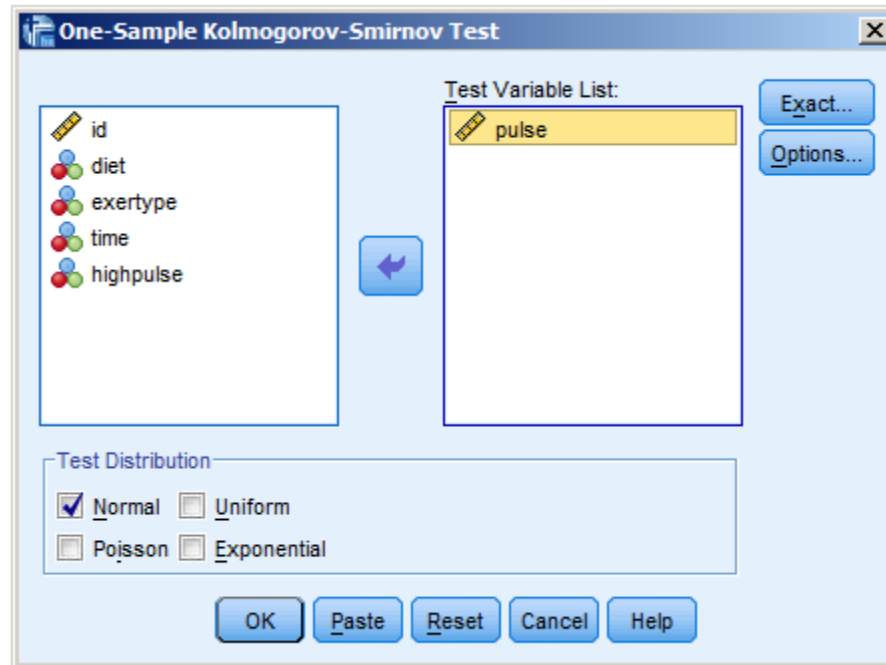 One-Sample Kolmogorov-Smirnov Test
Test Variable List:
id
diet
exertype
time
highpulse
pulse
Exact...
Options...
Test Distribution
Normal Uniform
Poisson Exponential
OK Paste Reset Cancel Help